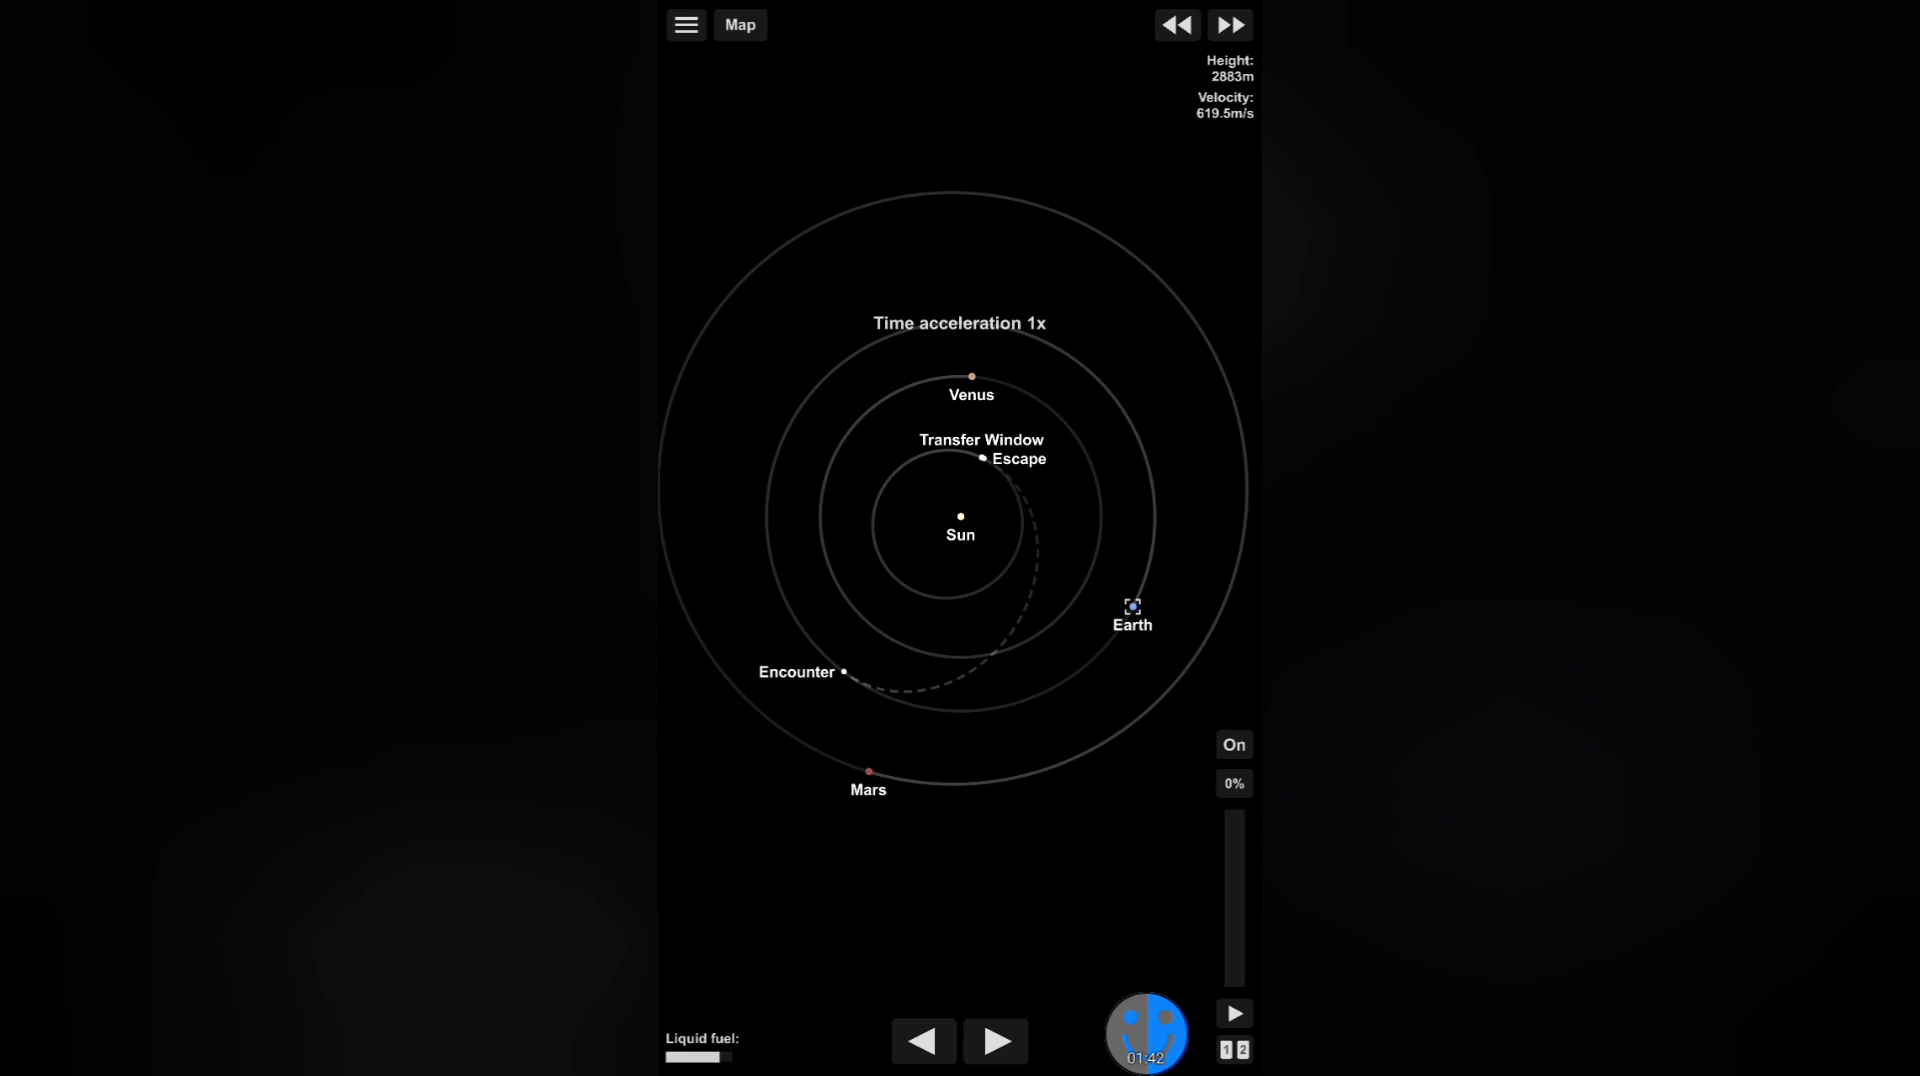 Map
Height:
2883m
Velocity:
619.5m/s
Time acceleration 1x
Venus
Transfer Window
Escape
Sun
Earth
Encounter
Mars
On
0%
Liquid fuel:
01:42
1 2